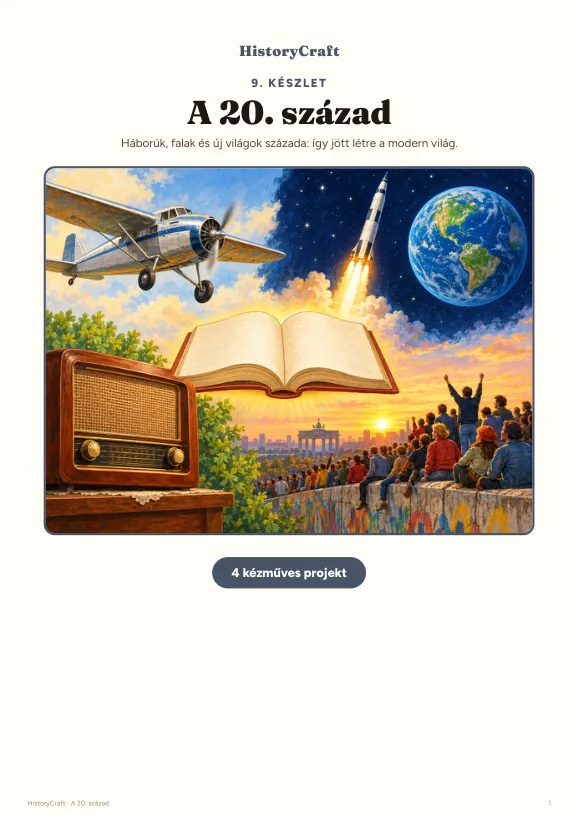 HistoryCraft
9. KÉSZLET
A 20. század
Háborúk, falak és új világok százada: így jött létre a modern világ.
4 kézműves projekt
HistoryCraft · A 20. század
1